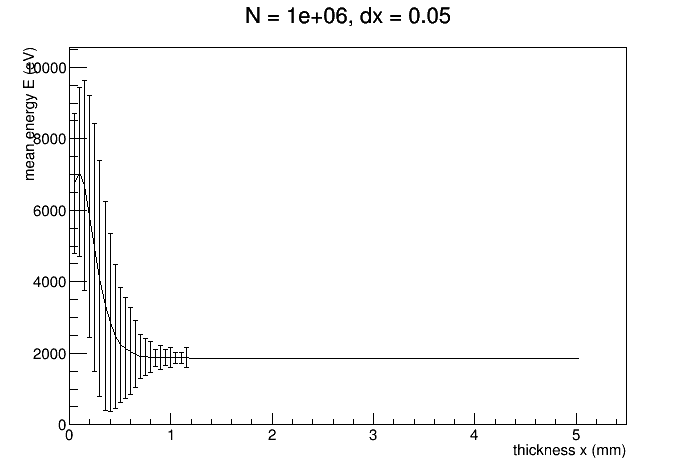 N = 1e+06, dx = 0.05
mean energy E (eV)
10000
8000
6000
4000
2000
0
0 1 2 3 4 5
thickness x (mm)